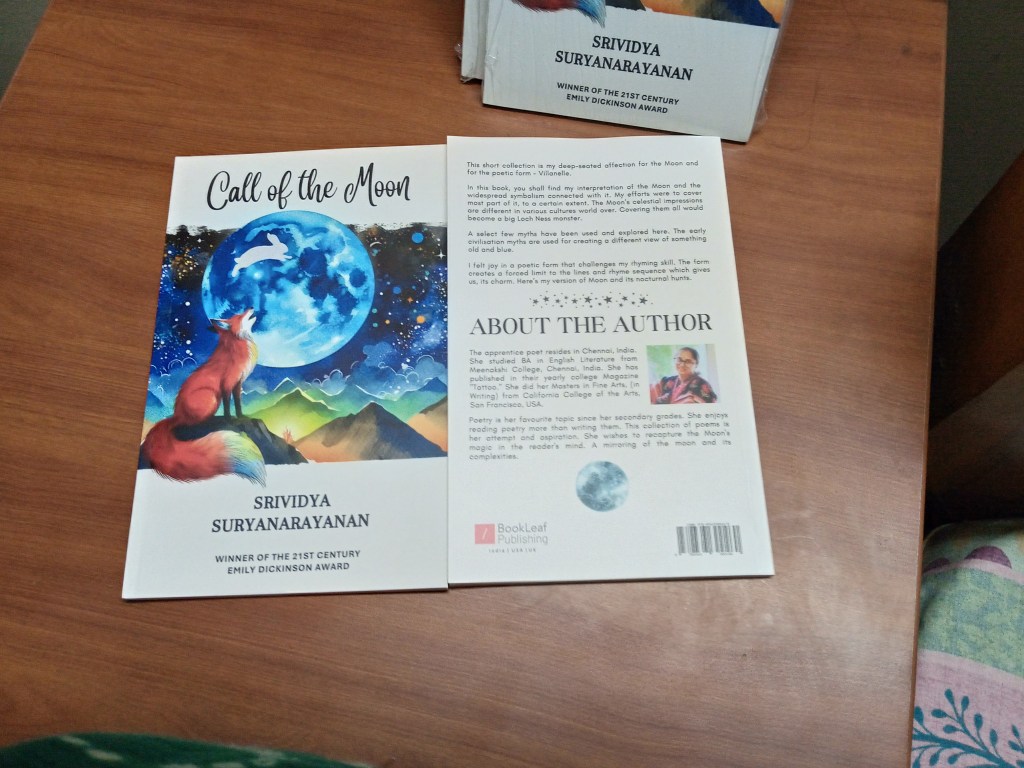 SRIVIDYA
SURYANARAYANAN
WINNER OF THE 21ST CENTURY
EMILY DICKINSON AWARD
Call of the Moon
SRIVIDYA
SURYANARAYANAN
WINNER OF THE 21ST CENTURY
EMILY DICKINSON AWARD
This short collection is my deep-seated affection for the Moon and
for the poetic form - Villanelle.
In this book, you shall find my interpretation of the Moon and the
widespread symbolism connected with it. My efforts were to cover
most part of it, to a certain extent. The Moon's celestial impressions
are different in various cultures world over. Covering them all would
become a big Loch Ness monster.
A select few myths have been used and explored here. The early
civilisation myths are used for creating a different view of something
old and blue.
I felt joy in a poetic form that challenges my rhyming skill. The form
creates a forced limit to the lines and rhyme sequence which gives
us, its charm. Here's my version of Moon and its nocturnal hunts.
ABOUT THE AUTHOR
The apprentice poet resides in Chennai, India.
She studied BA in English Literature from
Meenakshi College, Chennai, India. She has
published in their yearly college Magazine
"Tattoo." She did her Masters in Fine Arts, (in
Writing) from California College of the Arts,
San Francisco, USA.
Poetry is her favourite topic since her secondary grades. She enjoys
reading poetry more than writing them. This collection of poems is
her attempt and aspiration. She wishes to recapture the Moon's
magic in the reader's mind. A mirroring of the moon and its
complexities.
BookLeaf
Publishing
INDIA | USA | UK